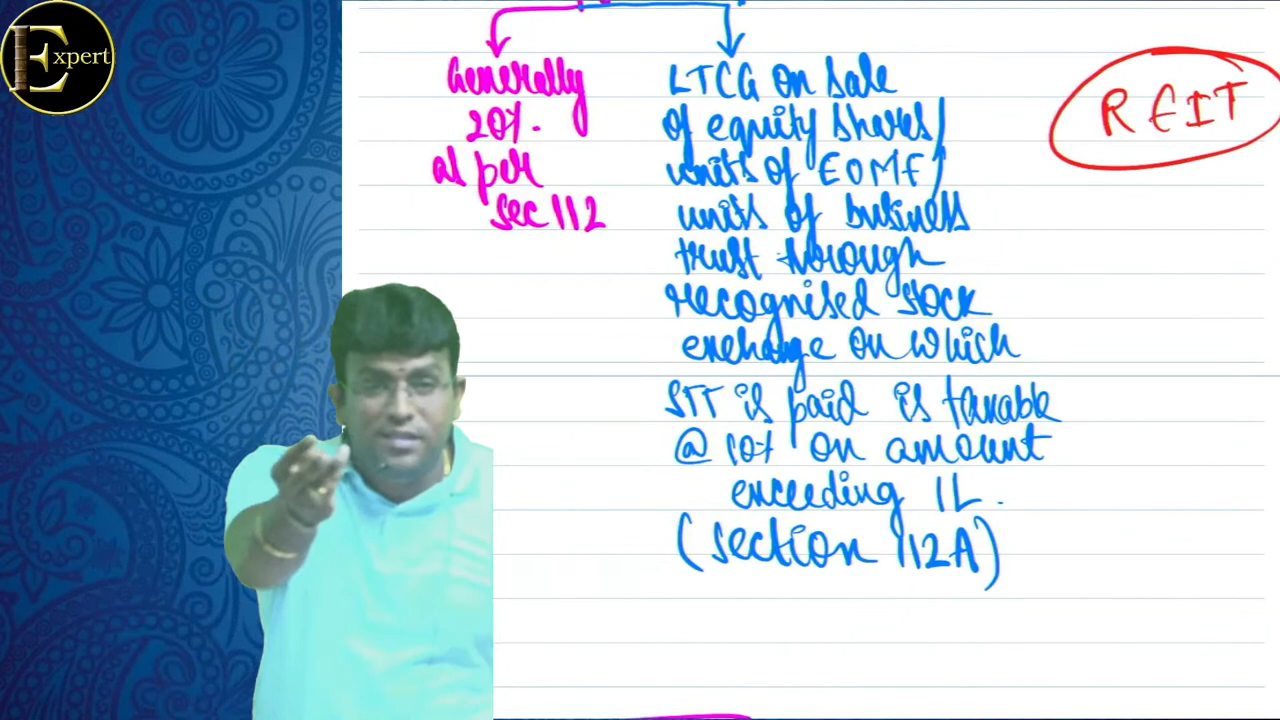 Expert
Generally
20%.
as per
sec 112
LTCG on sale
of equity shares/
units of EOMF/
units of business
trust through
recognised stock
exchange on which
STT is paid is taxable
@ 10% on amount
exceeding 1L.
(section 112A)
REIT